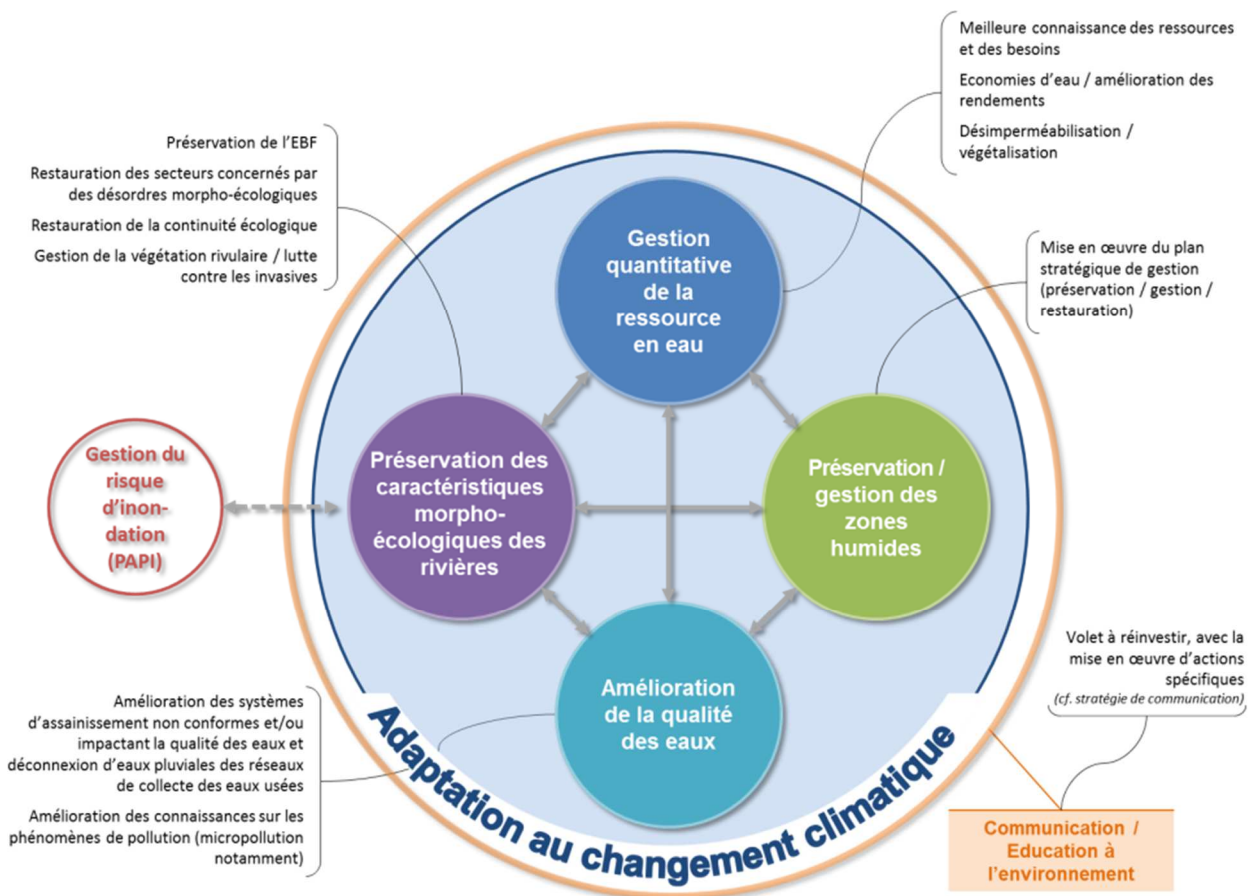 Meilleure connaissance des ressources
et des besoins
Economies d'eau / amélioration des
rendements
Désimperméabilisation /
végétalisation
Préservation de l'EBF
Restauration des secteurs concernés par
des désordres morpho-écologiques
Restauration de la continuité écologique
Gestion de la végétation rivulaire / lutte
contre les invasives
Gestion
quantitative
de la
ressource
en eau
Mise en œuvre du plan
stratégique de gestion
(préservation / gestion /
restauration)
Gestion du
risque
d'inon-
dation
(PAPI)
Préservation des
caractéristiques
morpho-
écologiques des
rivières
Préservation /
gestion des
zones
humides
Amélioration
de la qualité
des eaux
Amélioration des systèmes
d'assainissement non conformes et/ou
impactant la qualité des eaux et
déconnexion d'eaux pluviales des réseaux
de collecte des eaux usées
Amélioration des connaissances sur les
phénomènes de pollution (micropollution
notamment)
Adaptation au changement climatique
Volet à réinvestir, avec la
mise en œuvre d'actions
spécifiques
(cf. stratégie de communication)
Communication /
Education à
l'environnement